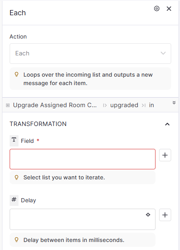 Each
Action
Each
Loops over the incoming list and outputs a new
message for each item.
Upgrade Assigned Room C... upgraded in
TRANSFORMATION
T Field *
Select list you want to iterate.
# Delay
Delay between items in milliseconds.